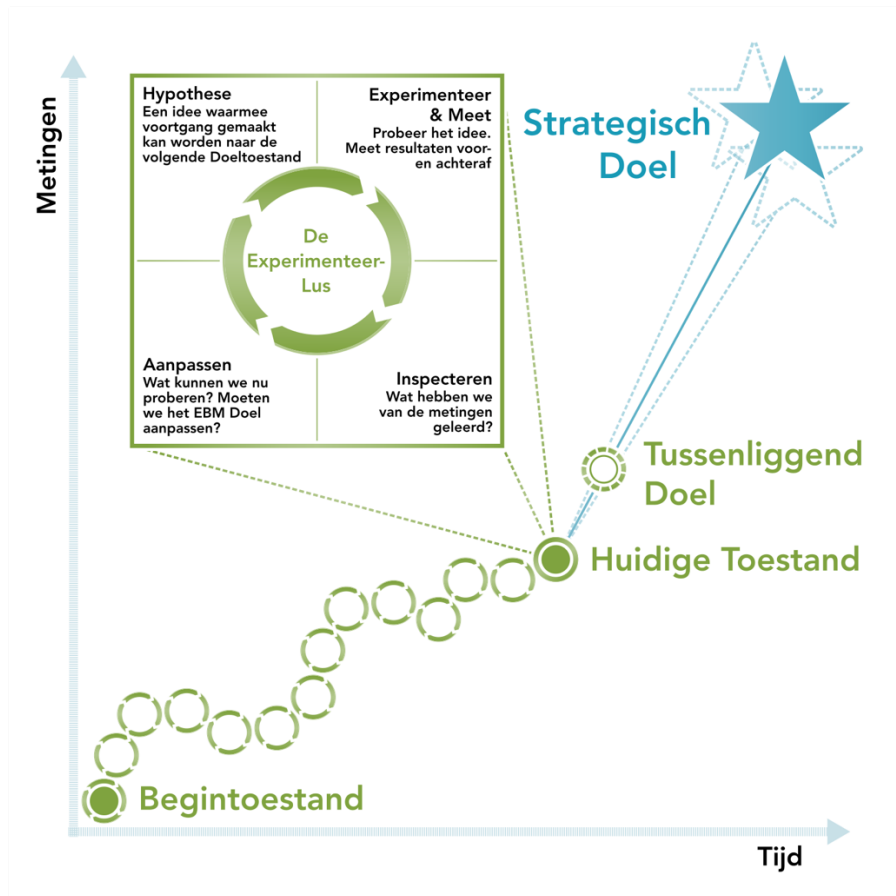 Metingen
Hypothese
Een idee waarmee
voortgang gemaakt
kan worden naar de
volgende Doeltoestand
Experimenteer
& Meet
Probeer het idee.
Meet resultaten voor-
en achteraf
De
Experimenteer-
Lus
Aanpassen
Wat kunnen we nu
proberen? Moeten
we het EBM Doel
aanpassen?
Inspecteren
Wat hebben we
van de metingen
geleerd?
Strategisch
Doel
Tussenliggend
Doel
Huidige Toestand
Begintoestand
Tijd